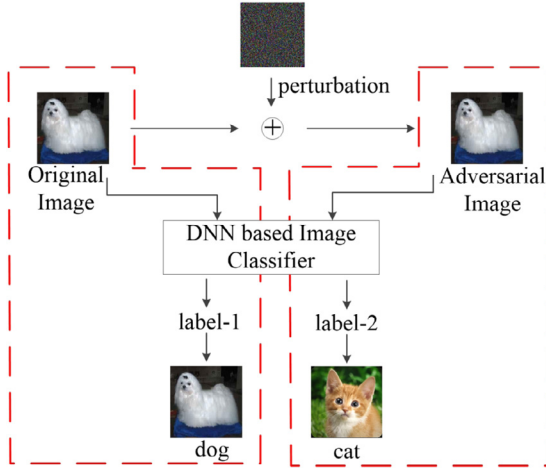 perturbation
Original
Image
Adversarial
Image
DNN based Image
Classifier
label-1
label-2
dog
cat